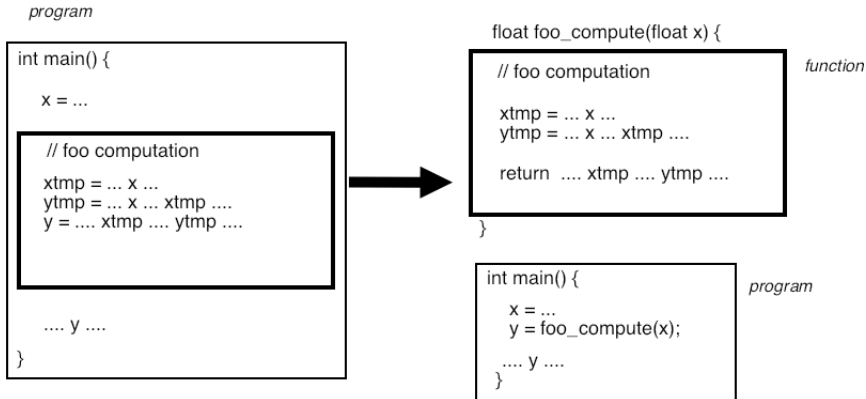 program
int main() {
x = ...
// foo computation
xtmp = ... x ...
ytmp = ... x ... xtmp ....
y = .... xtmp .... ytmp ....
.... y ....
}
float foo_compute(float x) {
function
// foo computation
xtmp = ... x ...
ytmp = ... x ... xtmp ....
return .... xtmp .... ytmp ....
}
int main() {
program
x = ...
y = foo_compute(x);
.... y ....
}